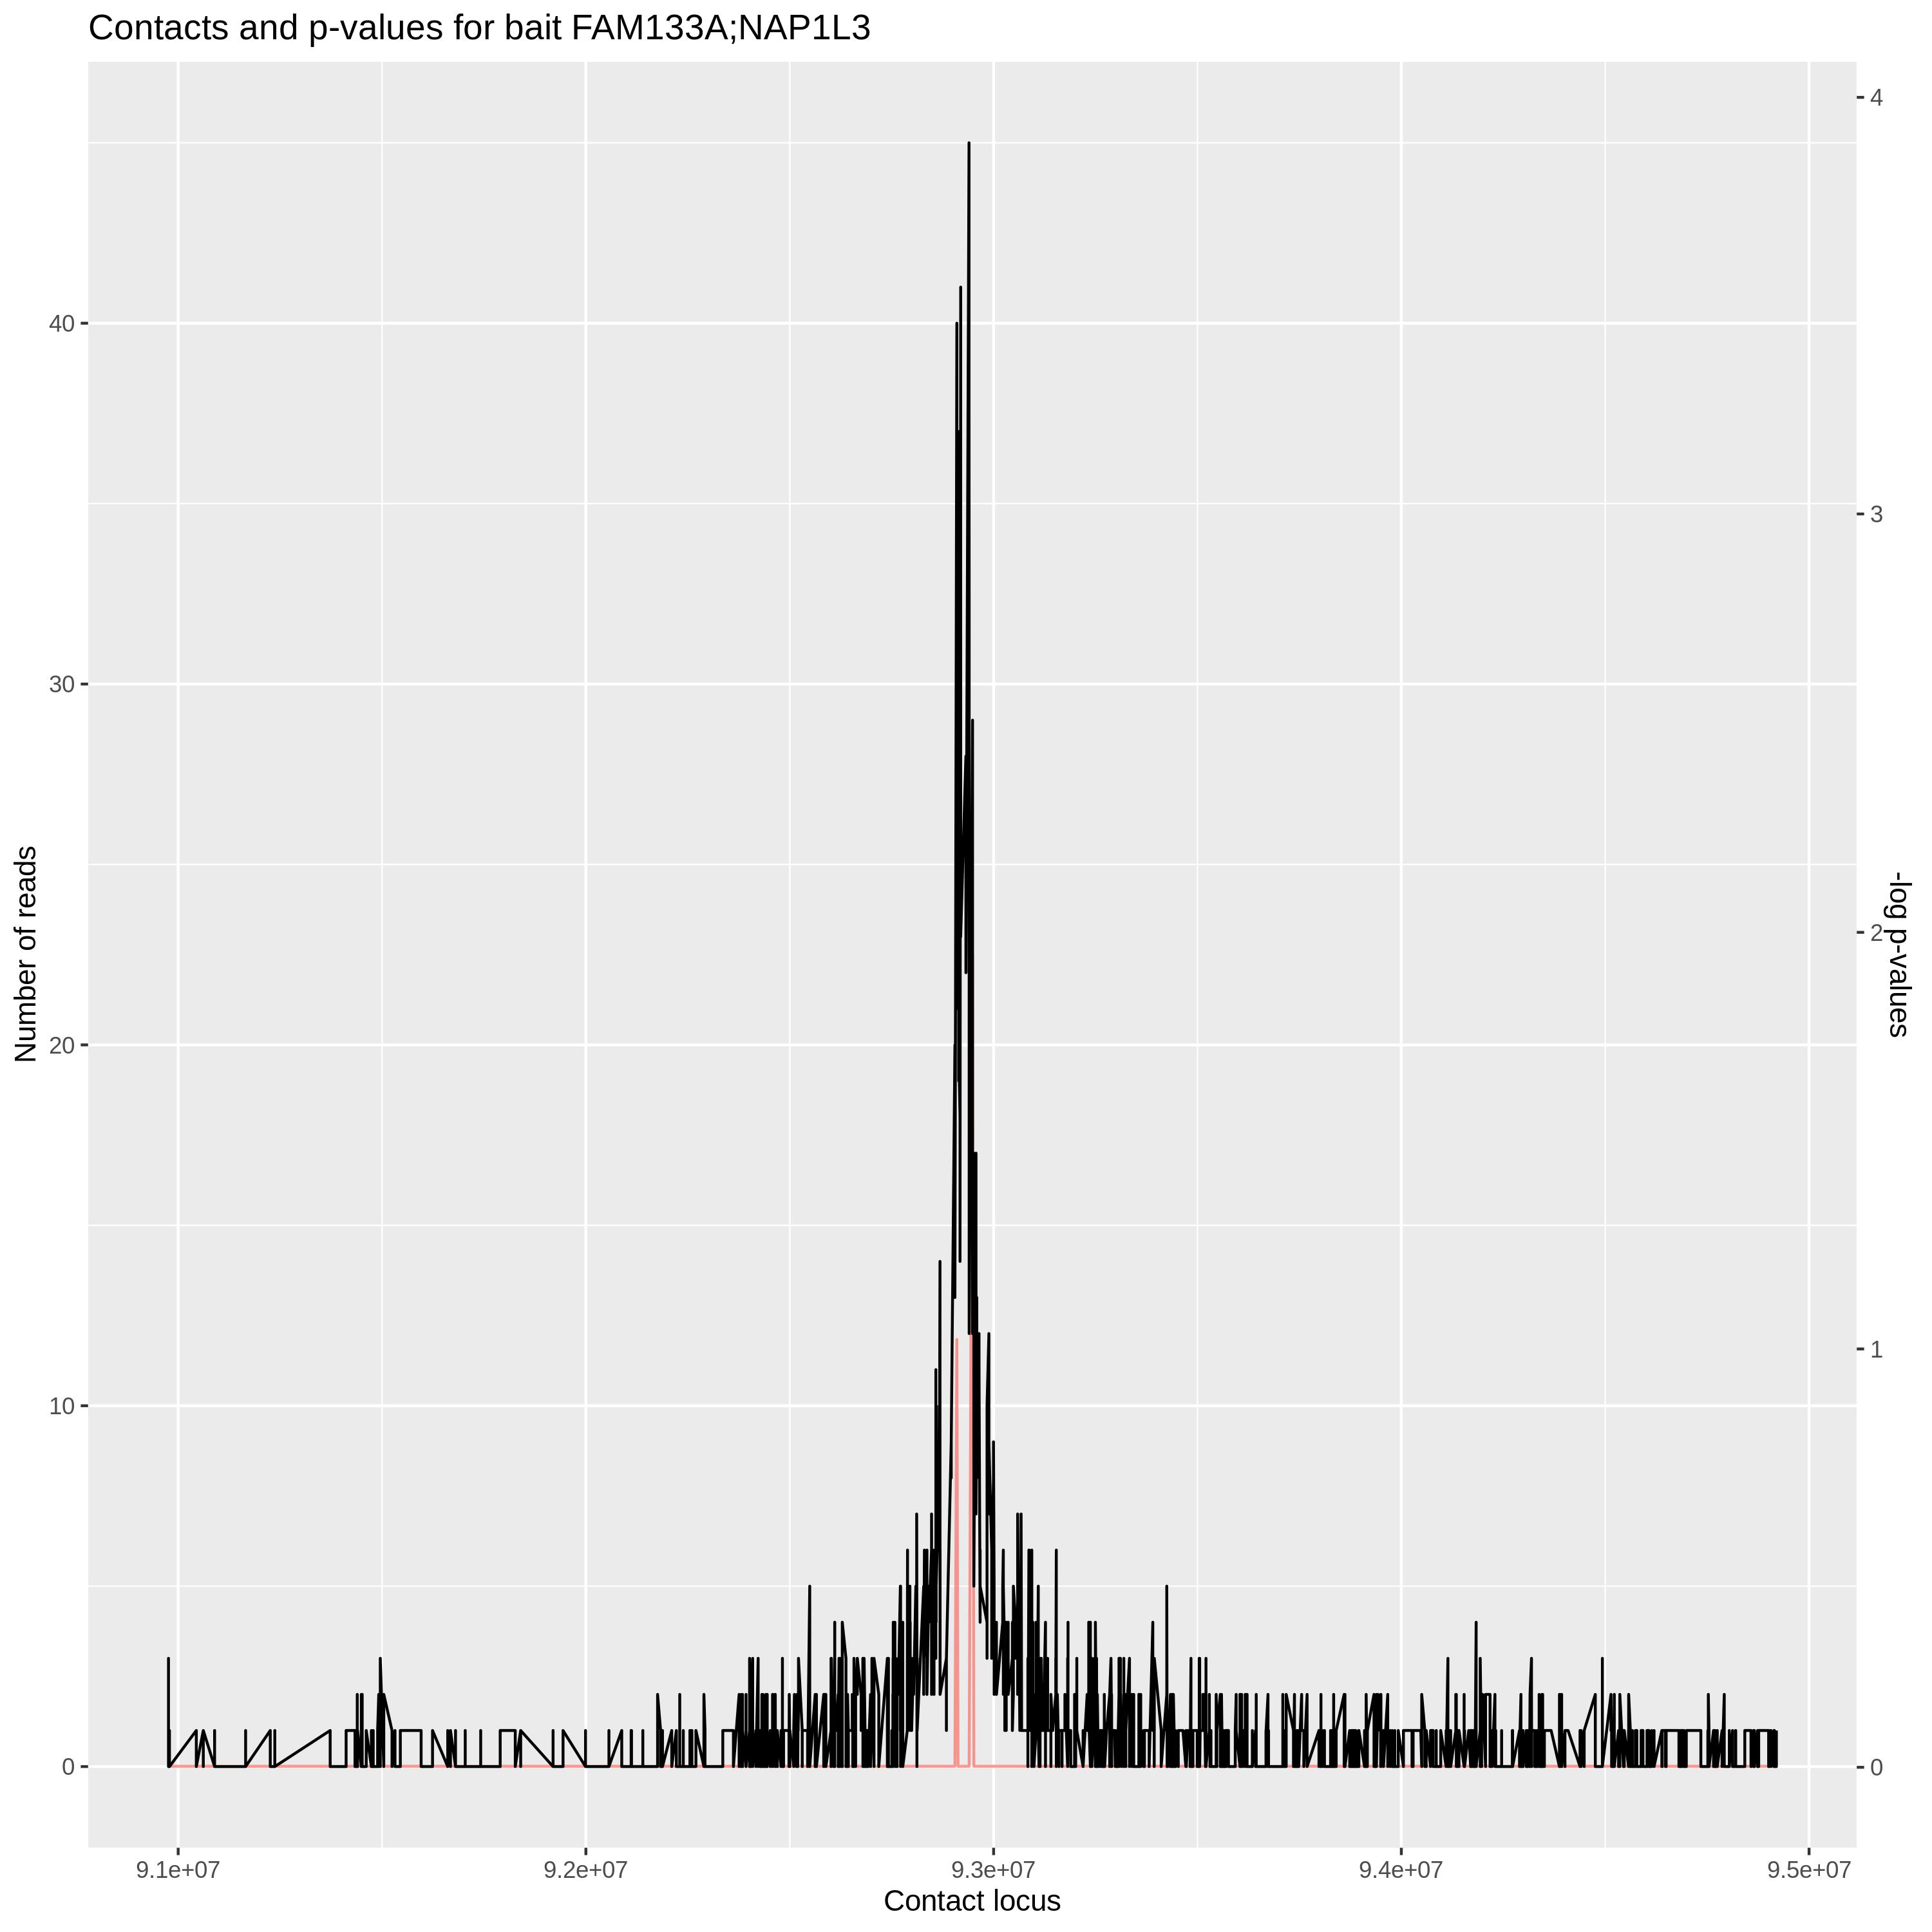 Contacts and p-values for bait FAM133A;NAP1L3
Number of reads
40
30
20
10
0
4
3
2
1
0
-log p-values
9.1e+07 9.2e+07 9.3e+07 9.4e+07 9.5e+07
Contact locus